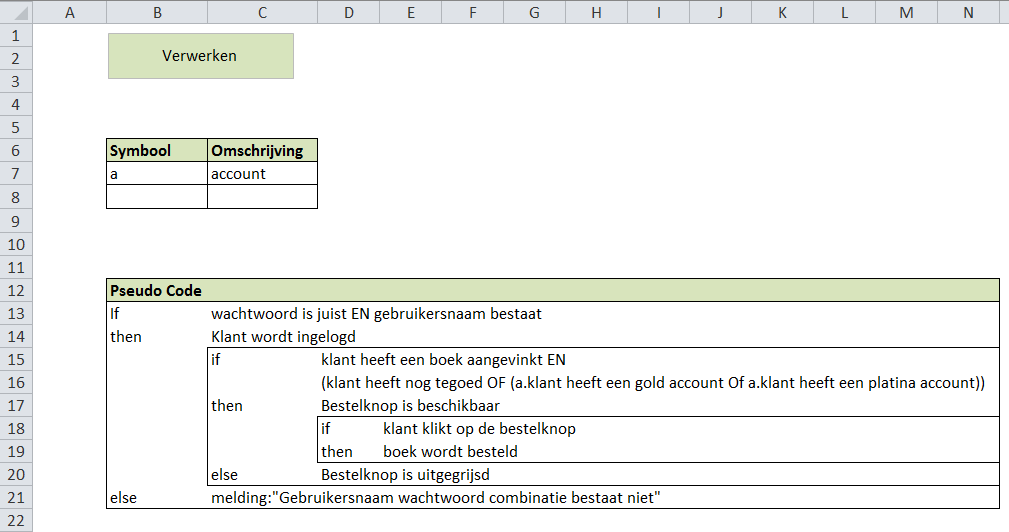 A B C D E F G H I J K L M N
1
2 Verwerken
3
4
5
6 Symbool Omschrijving
7 a account
8
9
10
11
12 Pseudo Code
13 If wachtwoord is juist EN gebruikersnaam bestaat
14 then Klant wordt ingelogd
15 if klant heeft een boek aangevinkt EN
16 (klant heeft nog tegoed OF (a.klant heeft een gold account Of a.klant heeft een platina account))
17 then Bestelknop is beschikbaar
18 if klant klikt op de bestelknop
19 then boek wordt besteld
20 else Bestelknop is uitgegrijsd
21 else melding:"Gebruikersnaam wachtwoord combinatie bestaat niet"
22